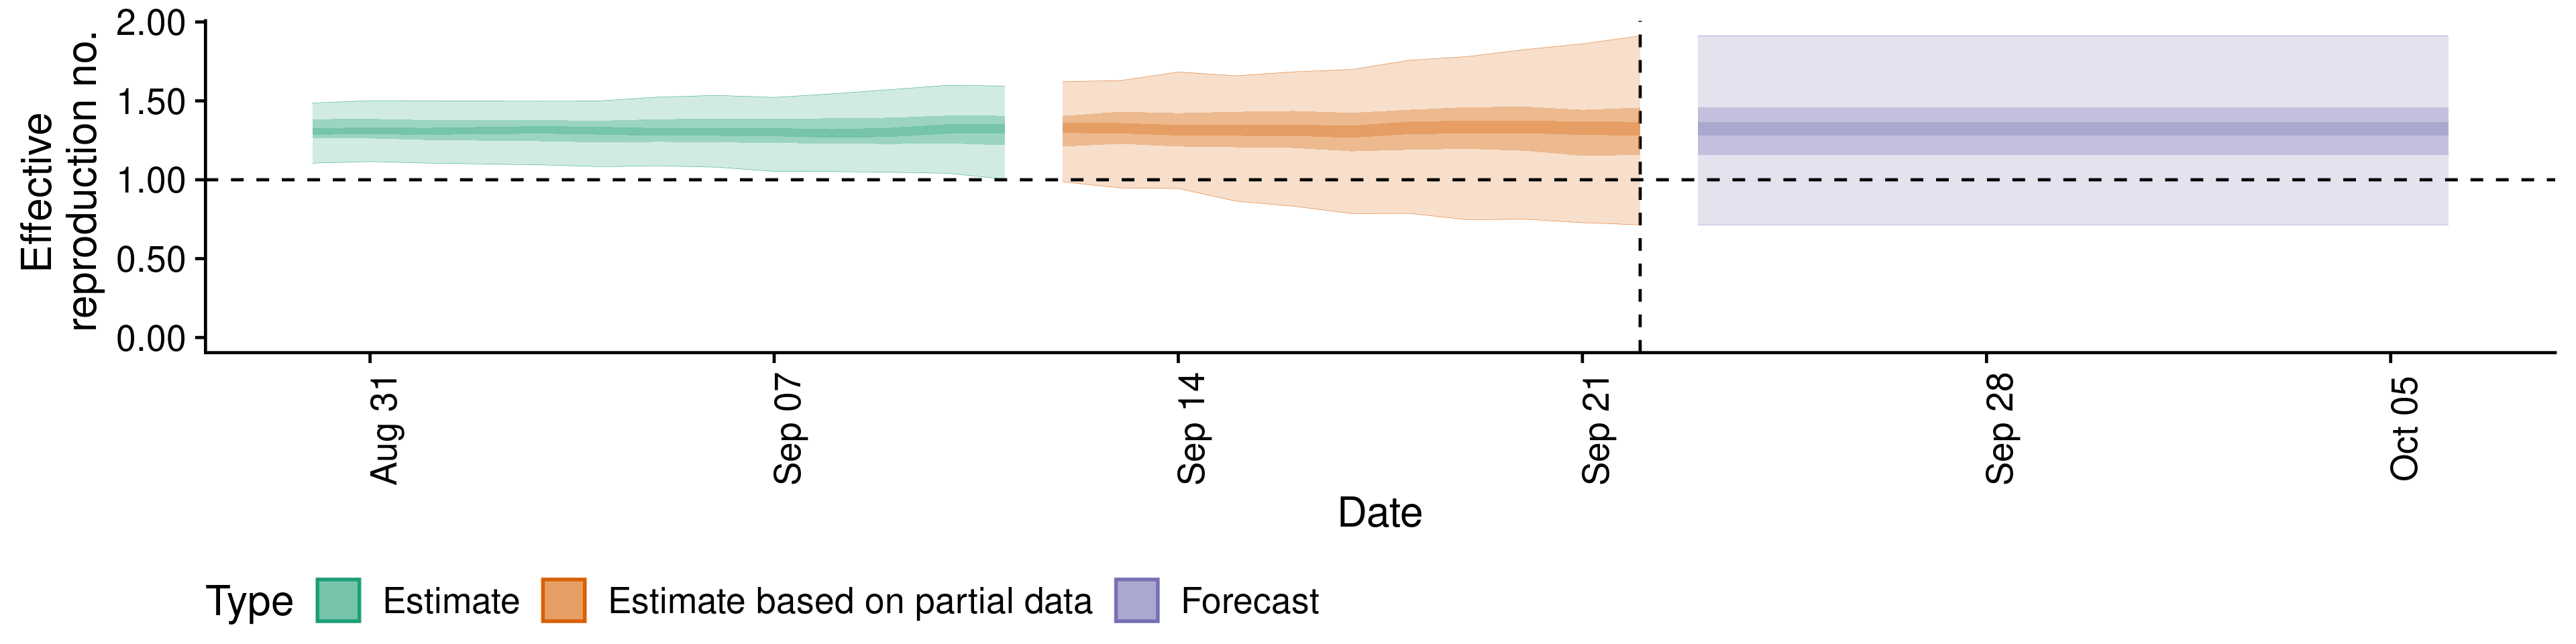 Effective
reproduction no.
2.00
1.50
1.00
0.50
0.00
Aug 31
Sep 07
Sep 14
Sep 21
Sep 28
Oct 05
Date
Type Estimate Estimate based on partial data Forecast